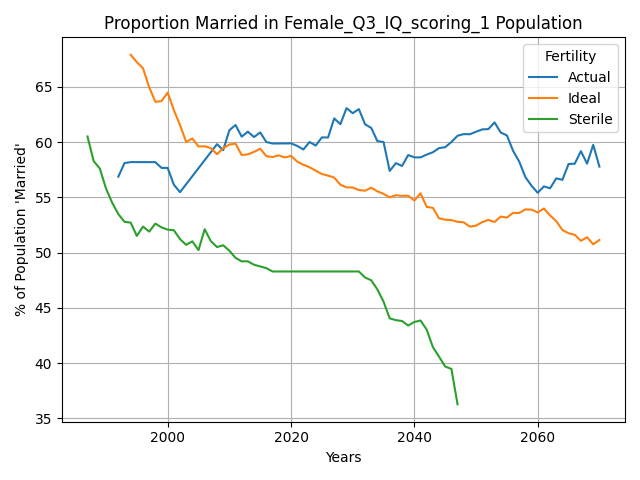 Proportion Married in Female_Q3_IQ_scoring_1 Population
% of Population 'Married'
65
60
55
50
45
40
35
2000
2020
2040
2060
Years
Fertility
Actual
Ideal
Sterile